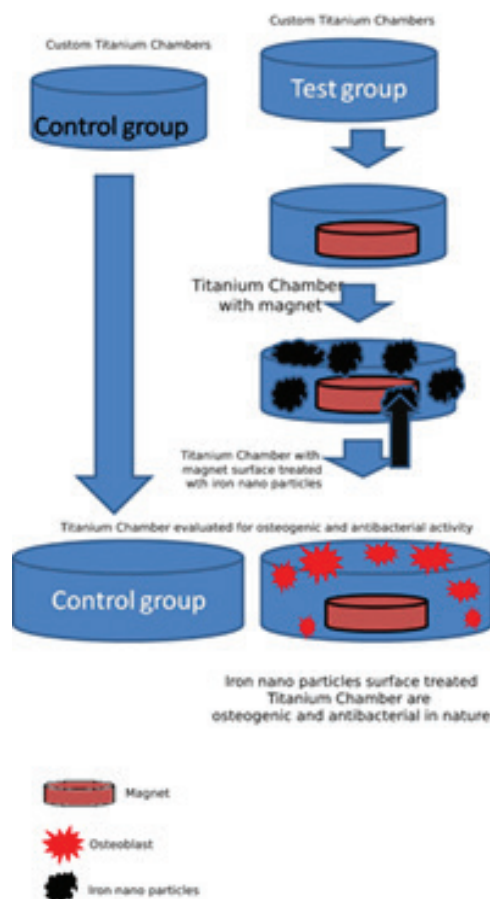 Custom Titanium Chambers
Custom Titanium Chambers
Control group
Test group
Titanium Chamber
with magnet
Titanium Chamber with
magnet surface treated
wth iron nano particles
Titanium Chamber evaluated for osteogenic and antibacterial activity
Control group
Iron nano particles surface treated
Titanium Chamber are
osteogenic and antibacterial in nature
Magnet
Osteoblast
Iron nano particles